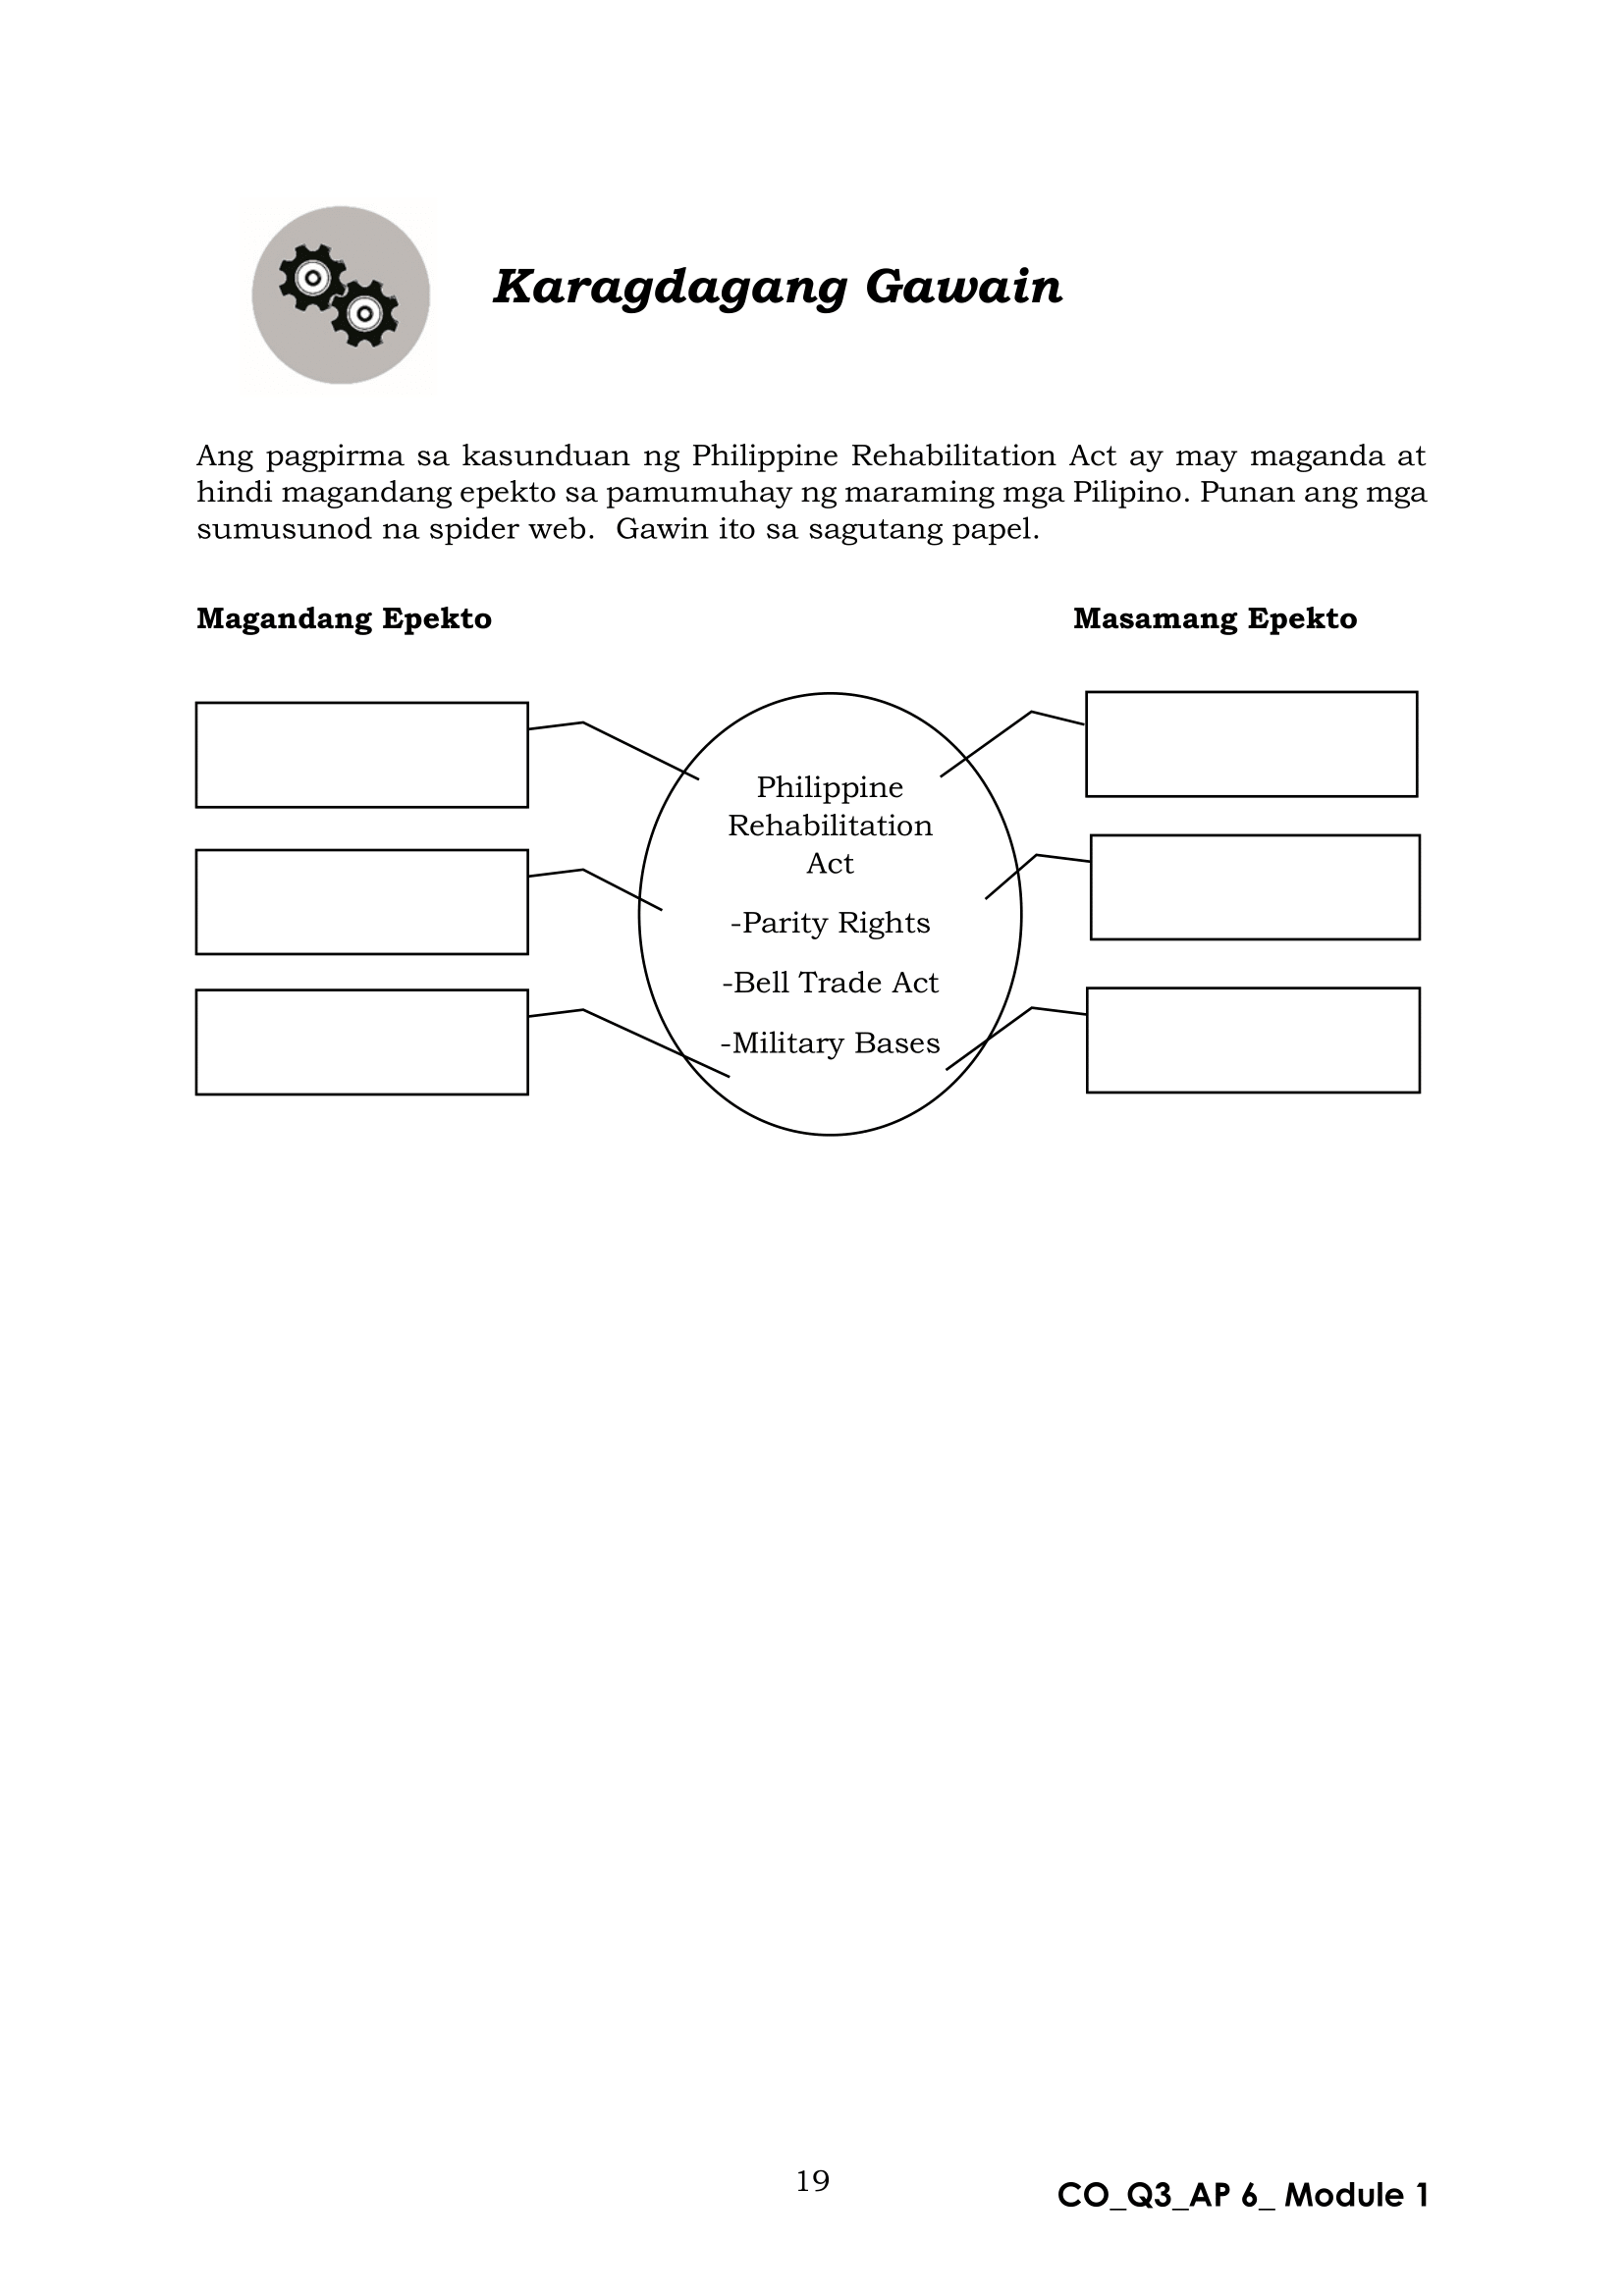 Karagdagang Gawain
Ang pagpirma sa kasunduan ng Philippine Rehabilitation Act ay may maganda at
hindi magandang epekto sa pamumuhay ng maraming mga Pilipino. Punan ang mga
sumusunod na spider web.  Gawin ito sa sagutang papel.
Magandang Epekto
Masamang Epekto
Philippine
Rehabilitation
Act
-Parity Rights
-Bell Trade Act
-Military Bases
19
CO_Q3_AP 6_ Module 1